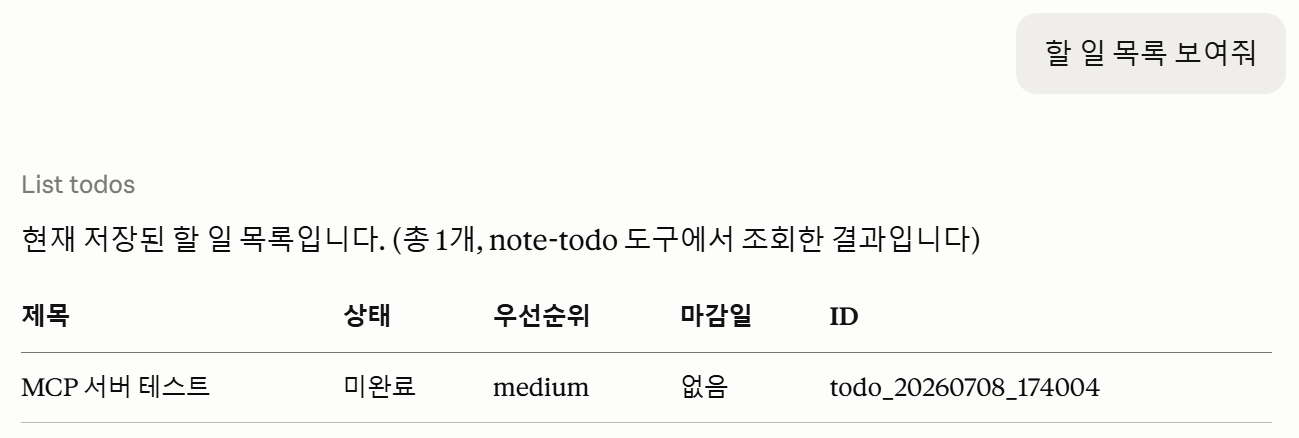 할 일 목록 보여줘
List todos
현재 저장된 할 일 목록입니다. (총 1개, note-todo 도구에서 조회한 결과입니다)
제목 상태 우선순위 마감일 ID
MCP 서버 테스트 미완료 medium 없음 todo_20260708_174004